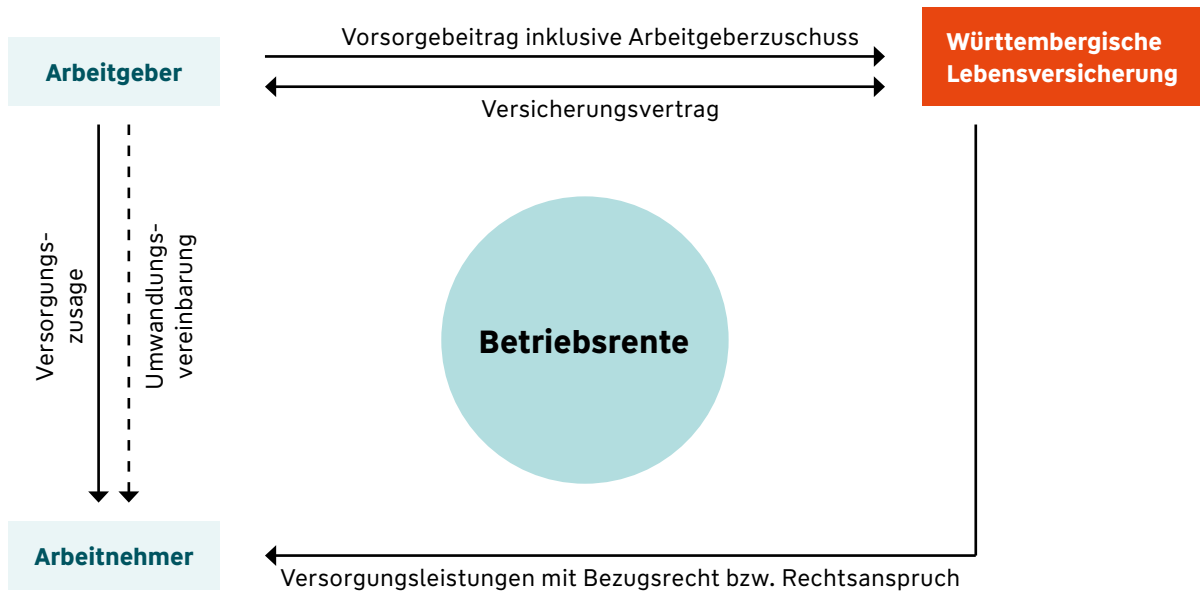 Vorsorgebeitrag inklusive Arbeitgeberzuschuss
Arbeitgeber
Württembergische
Lebensversicherung
Versicherungsvertrag
Versorgungs-
zusage
Umwandlungs-
vereinbarung
Betriebsrente
Arbeitnehmer
Versorgungsleistungen mit Bezugsrecht bzw. Rechtsanspruch